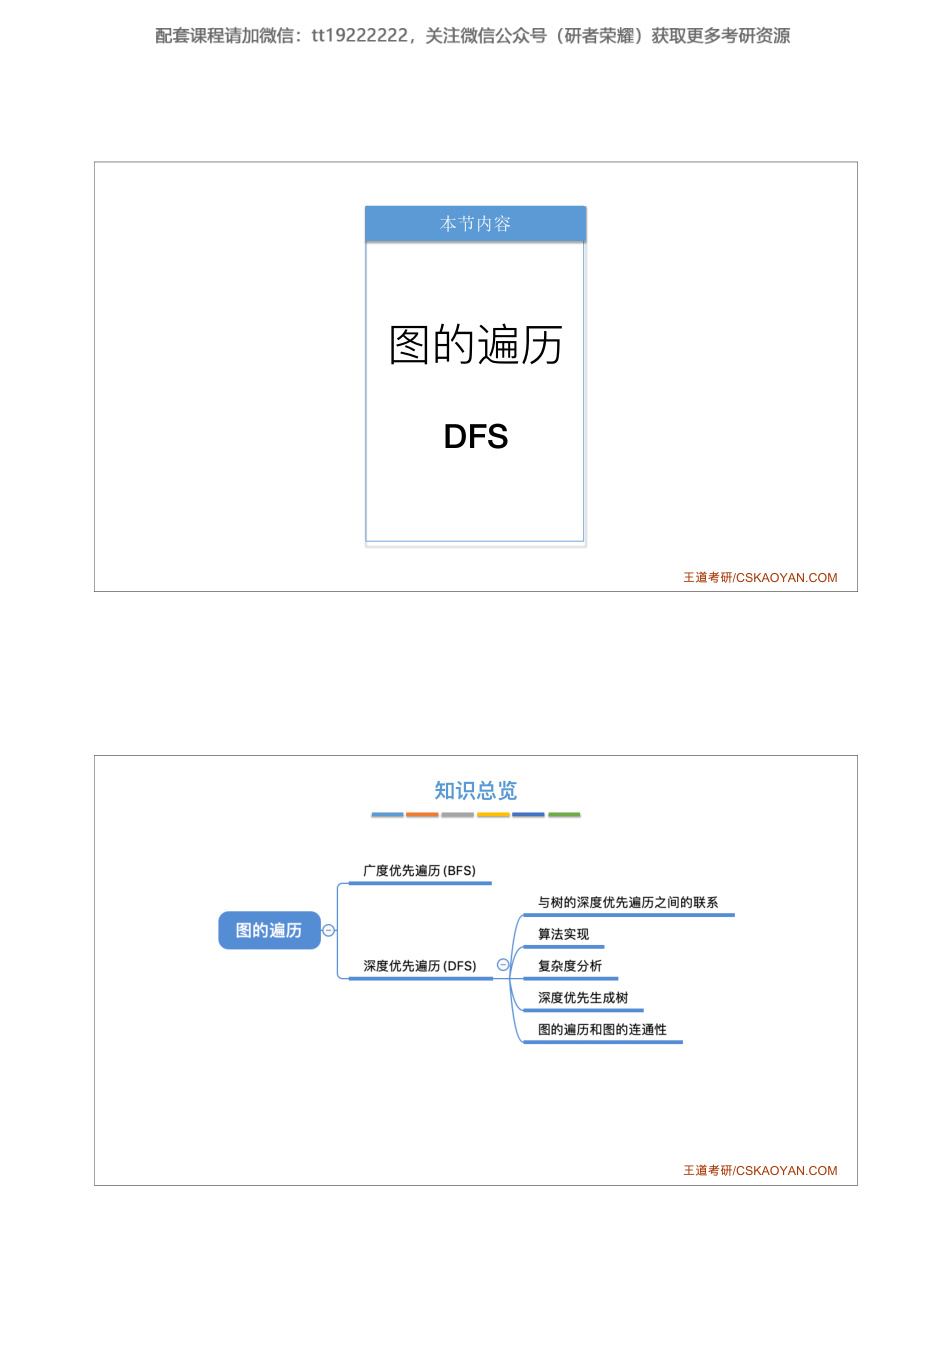 配套课程请加微信：tt19222222，关注微信公众号（研者荣耀）获取更多考研资源
本节内容
图的遍历
DFS
王道考研/CSKAOYAN.COM
知识总览
广度优先遍历(BFS)
与树的深度优先遍历之间的联系
图的遍历
算法实现
深度优先遍历(DFS)
复杂度分析
深度优先生成树
图的遍历和图的连通性
王道考研/CSKAOYAN.COM